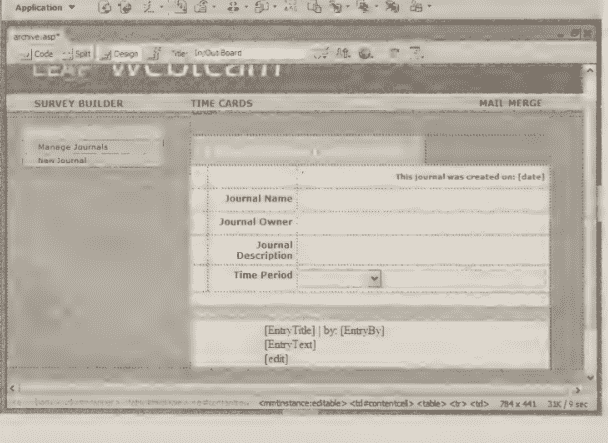 Application
archive.asp*
Code Split Design Title: In/Out Board
LEAF Webteam
SURVEY BUILDER TIME CARDS MAIL MERGE
Manage Journals
New Journal
This journal was created on: [date]
Journal Name
Journal Owner
Journal
Description
Time Period
[EntryTitle] | by: [EntryBy]
[EntryText]
[edit]
<mmtinstance:editable> <td#contentcell> <table> <tr> <td> 784 x 441 31K / 9 sec